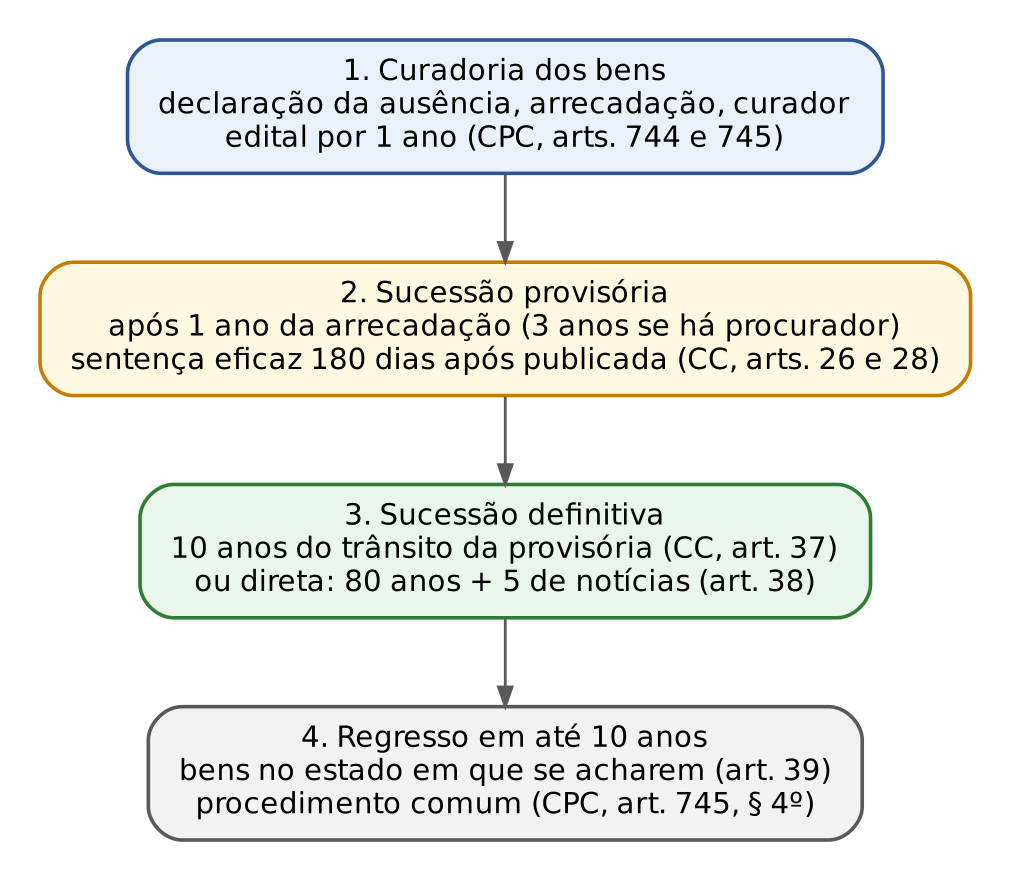 1. Curadoria dos bens
declaração da ausência, arrecadação, curador
edital por 1 ano (CPC, arts. 744 e 745)
2. Sucessão provisória
após 1 ano da arrecadação (3 anos se há procurador)
sentença eficaz 180 dias após publicada (CC, arts. 26 e 28)
3. Sucessão definitiva
10 anos do trânsito da provisória (CC, art. 37)
ou direta: 80 anos + 5 de notícias (art. 38)
4. Regresso em até 10 anos
bens no estado em que se acharem (art. 39)
procedimento comum (CPC, art. 745, § 4º)